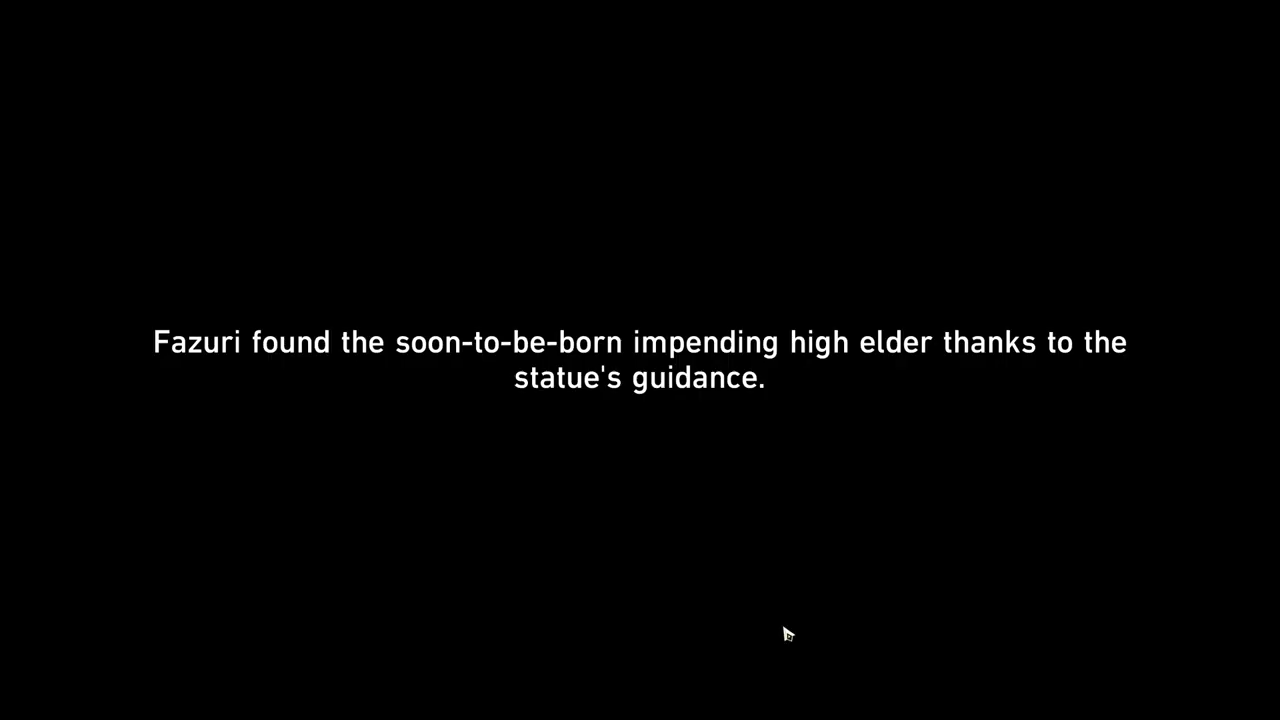 Fazuri found the soon-to-be-born impending high elder thanks to the
statue's guidance.